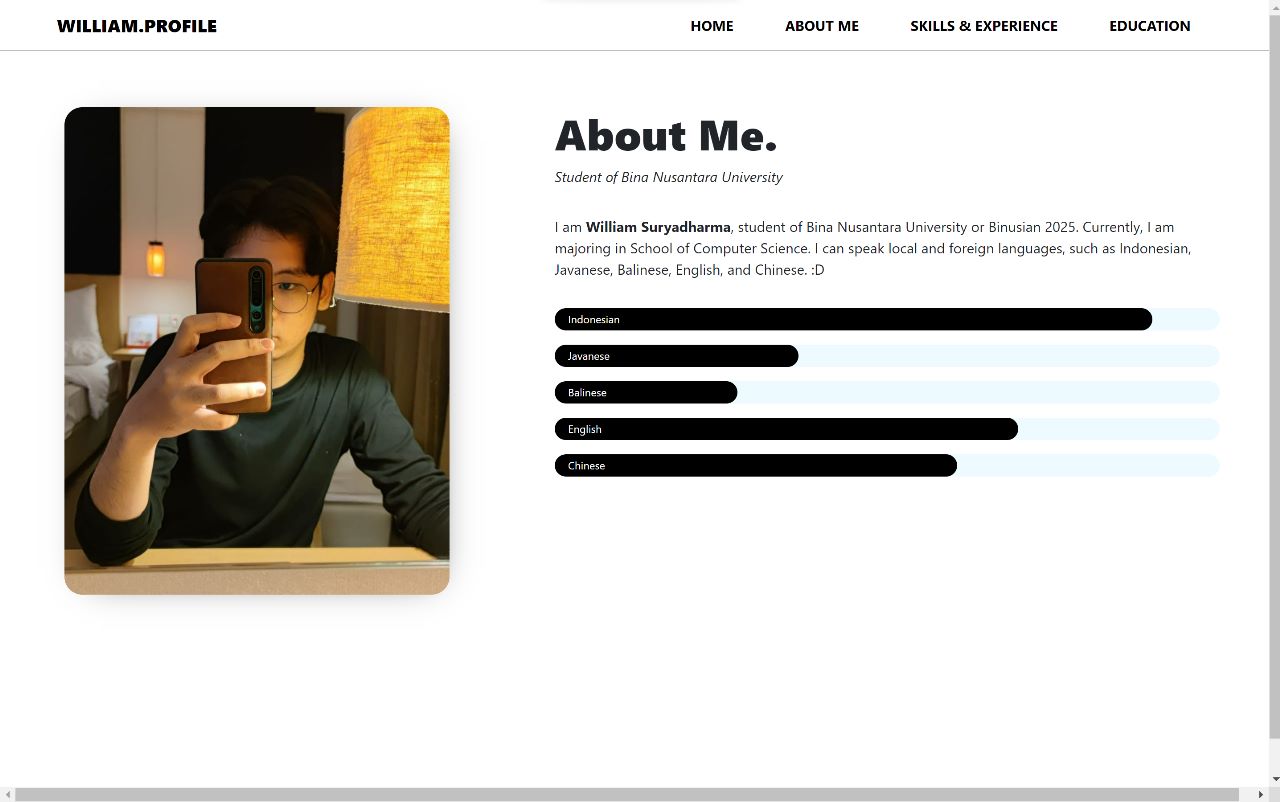 WILLIAM.PROFILE
HOME
ABOUT ME
SKILLS & EXPERIENCE
EDUCATION
About Me.
Student of Bina Nusantara University
I am William Suryadharma, student of Bina Nusantara University or Binusian 2025. Currently, I am
majoring in School of Computer Science. I can speak local and foreign languages, such as Indonesian,
Javanese, Balinese, English, and Chinese. :D
Indonesian
Javanese
Balinese
English
Chinese